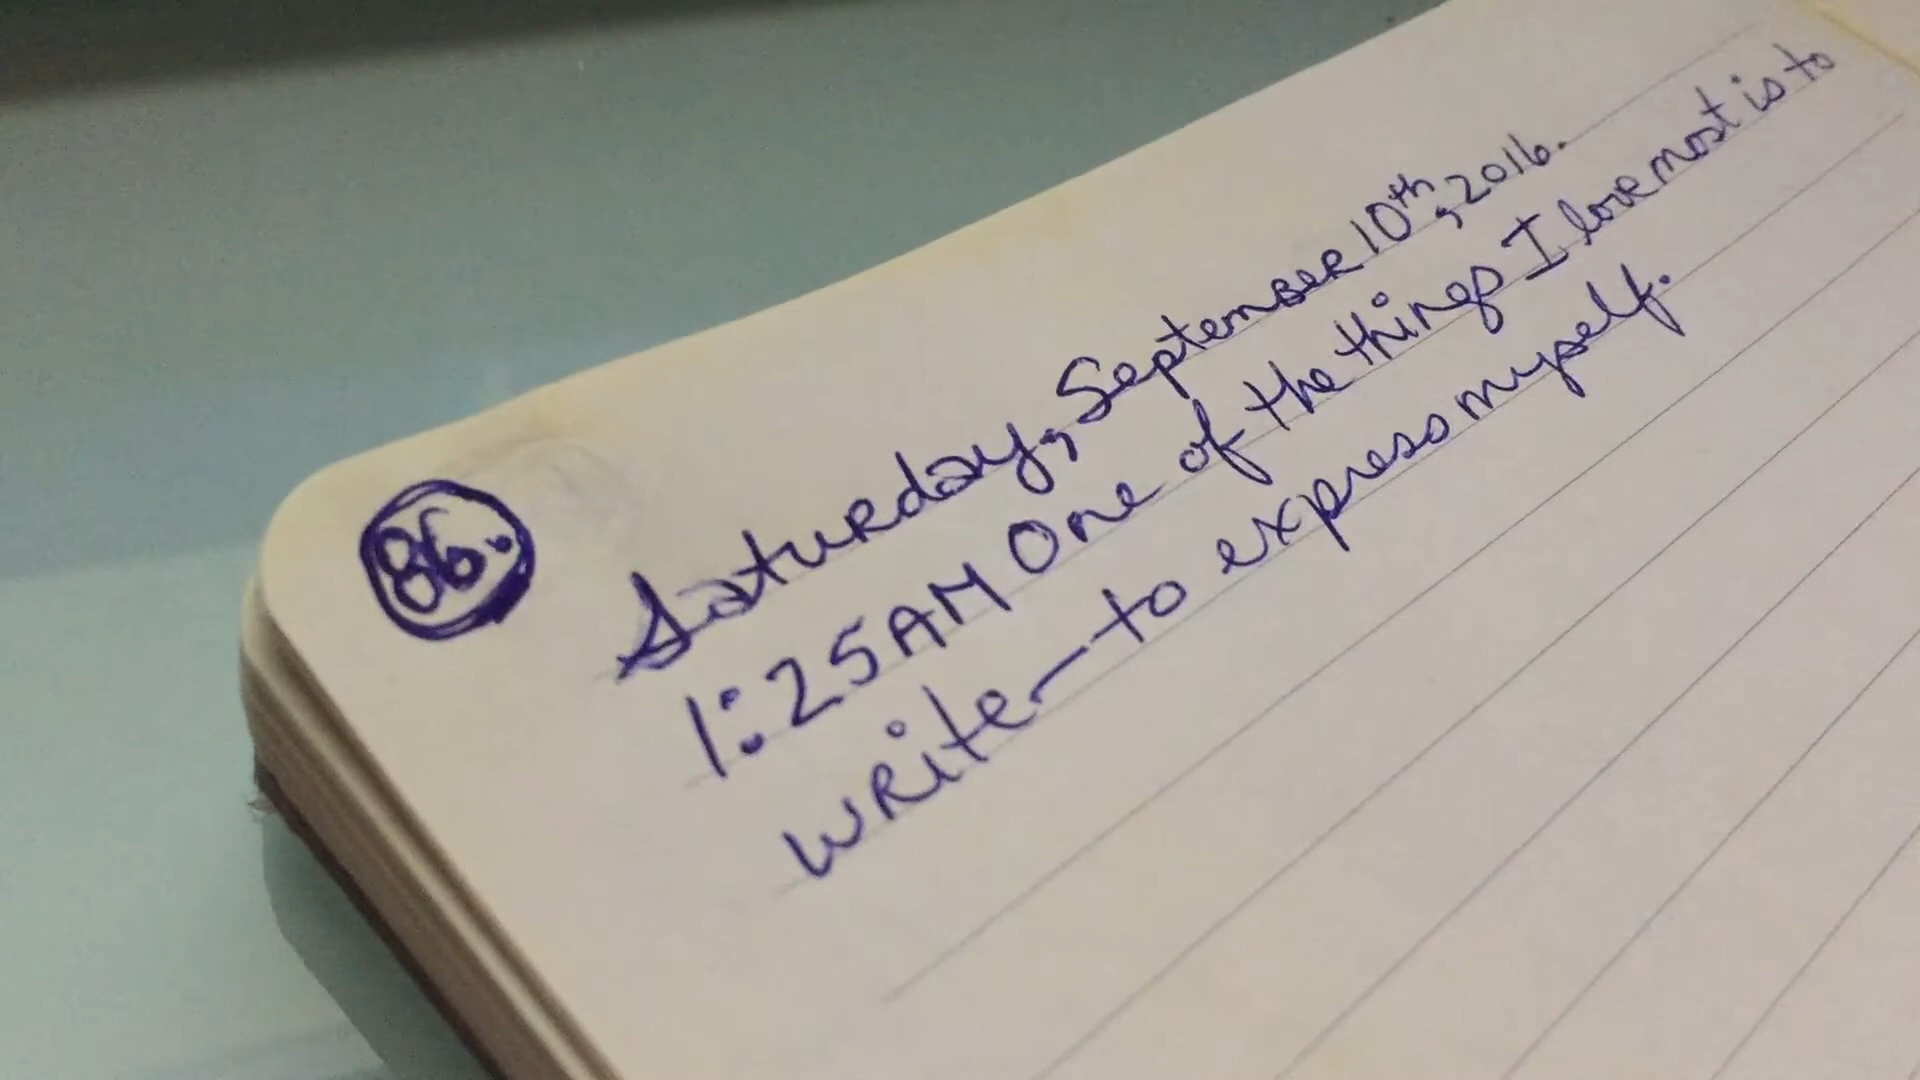 86.
Saturday, September 10th, 2016.
1:25AM One of the things I love most is to
write—to express myself.